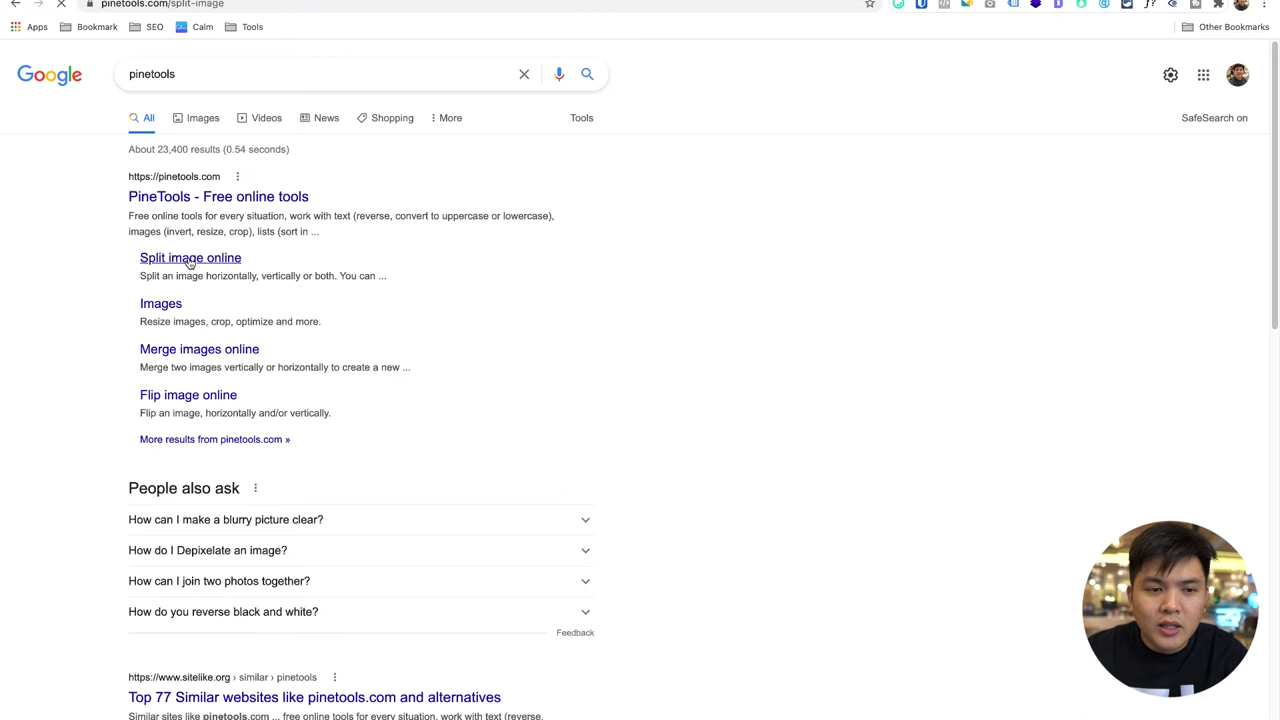 pinetools.com/split-image
Apps Bookmark SEO Calm Tools Other Bookmarks
Google
pinetools
All Images Videos News Shopping More Tools SafeSearch on
About 23,400 results (0.54 seconds)
https://pinetools.com
PineTools - Free online tools
Free online tools for every situation, work with text (reverse, convert to uppercase or lowercase),
images (invert, resize, crop), lists (sort in ...
Split image online
Split an image horizontally, vertically or both. You can ...
Images
Resize images, crop, optimize and more.
Merge images online
Merge two images vertically or horizontally to create a new ...
Flip image online
Flip an image, horizontally and/or vertically.
More results from pinetools.com »
People also ask
How can I make a blurry picture clear?
How do I Depixelate an image?
How can I join two photos together?
How do you reverse black and white?
Feedback
https://www.sitelike.org › similar › pinetools
Top 77 Similar websites like pinetools.com and alternatives
Similar sites like pinetools.com ... free online tools for every situation, work with text (reverse,